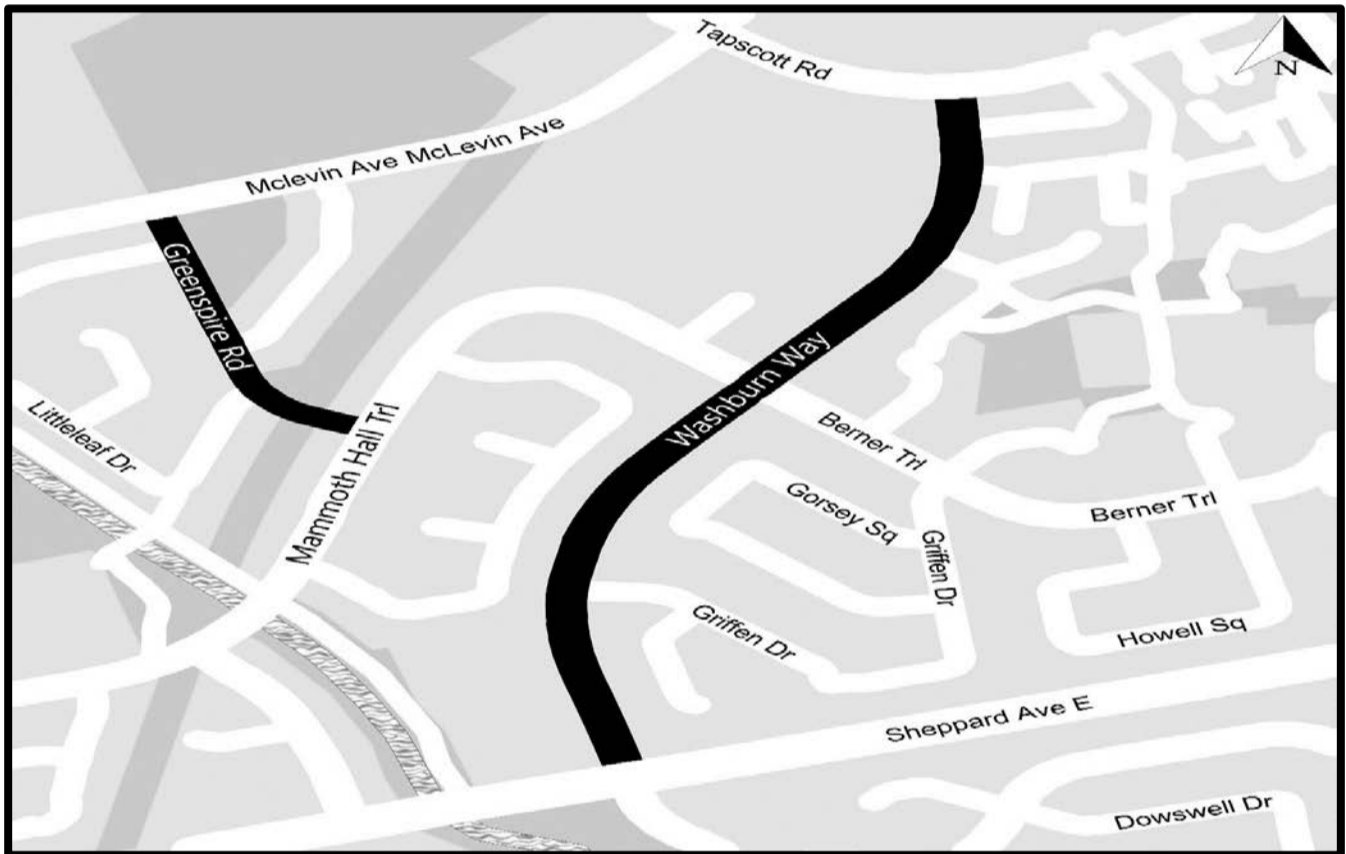 Tapscott Rd
N
Mclevin Ave McLevin Ave
Greenspire Rd
Washburn Way
Littleleaf Dr
Mammoth Hall Trl
Berner Trl
Gorsey Sq
Berner Trl
Griffen Dr
Griffen Dr
Howell Sq
Sheppard Ave E
Dowswell Dr